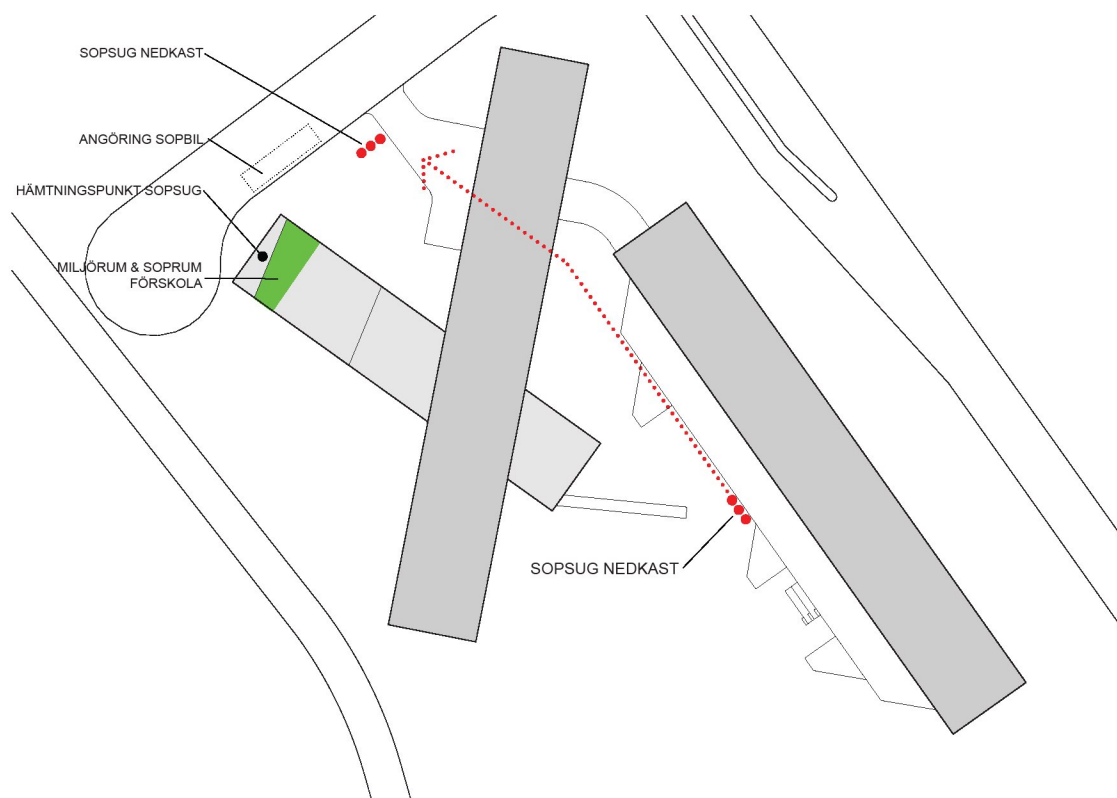 SOPSUG NEDKAST
ANGÖRING SOPBIL
HÄMTNINGSPUNKT SOPSUG
MILJÖRUM & SOPRUM
FÖRSKOLA
SOPSUG NEDKAST